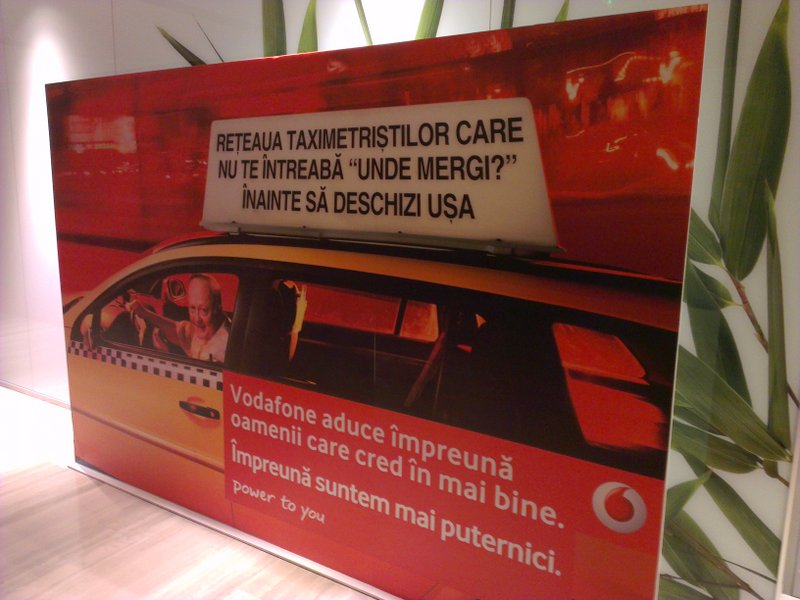 REȚEAUA TAXIMETRIȘTILOR CARE
NU TE ÎNTREABĂ “UNDE MERGI?”
ÎNAINTE SĂ DESCHIZI UȘA
Vodafone aduce împreună
oamenii care cred în mai bine.
Împreună suntem mai puternici.
power to you